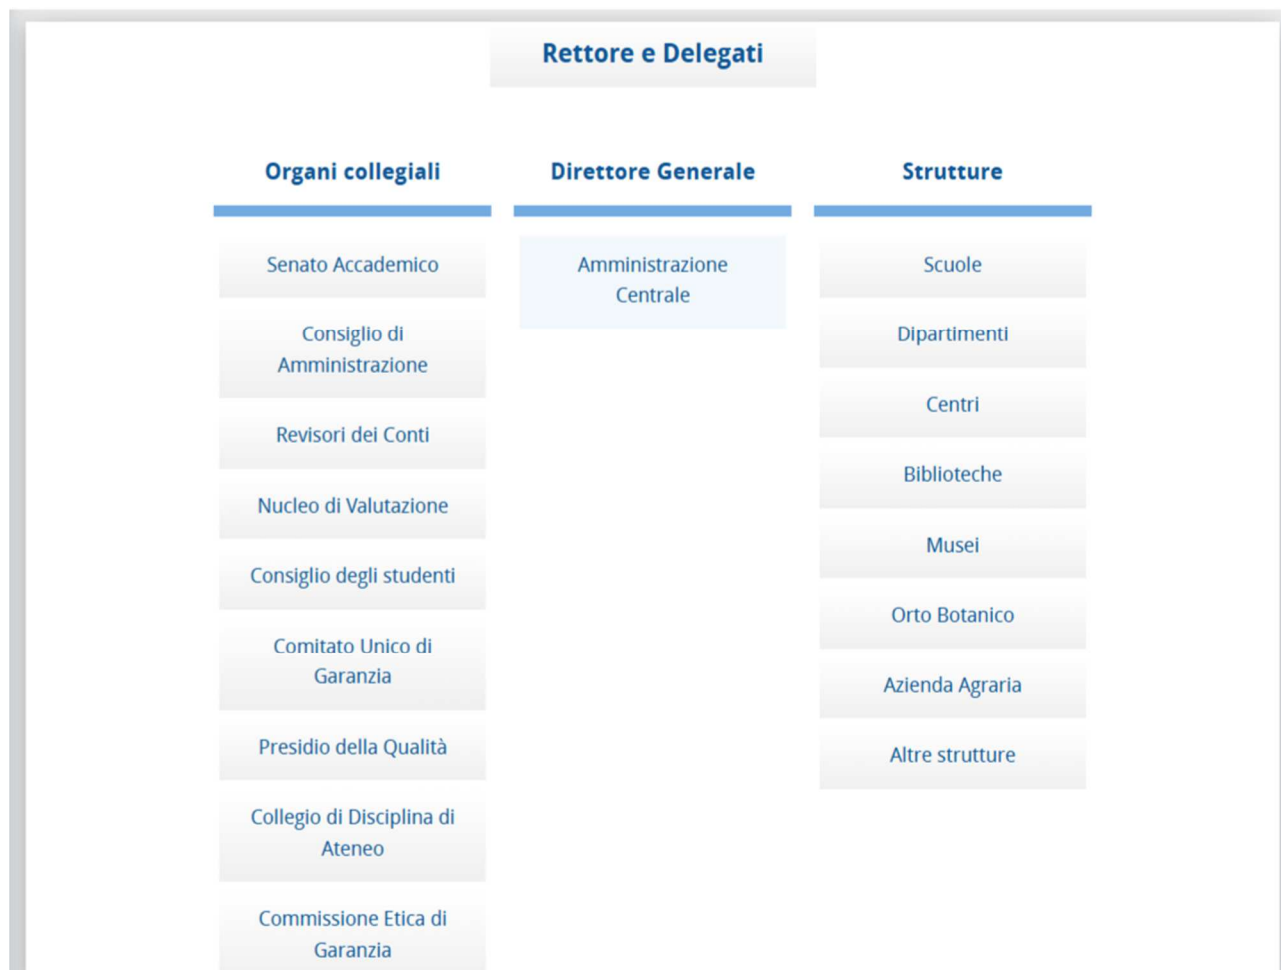 Rettore e Delegati
Organi collegiali
Senato Accademico
Consiglio di
Amministrazione
Revisori dei Conti
Nucleo di Valutazione
Consiglio degli studenti
Comitato Unico di
Garanzia
Presidio della Qualità
Collegio di Disciplina di
Ateneo
Commissione Etica di
Garanzia
Direttore Generale
Amministrazione
Centrale
Strutture
Scuole
Dipartimenti
Centri
Biblioteche
Musei
Orto Botanico
Azienda Agraria
Altre strutture